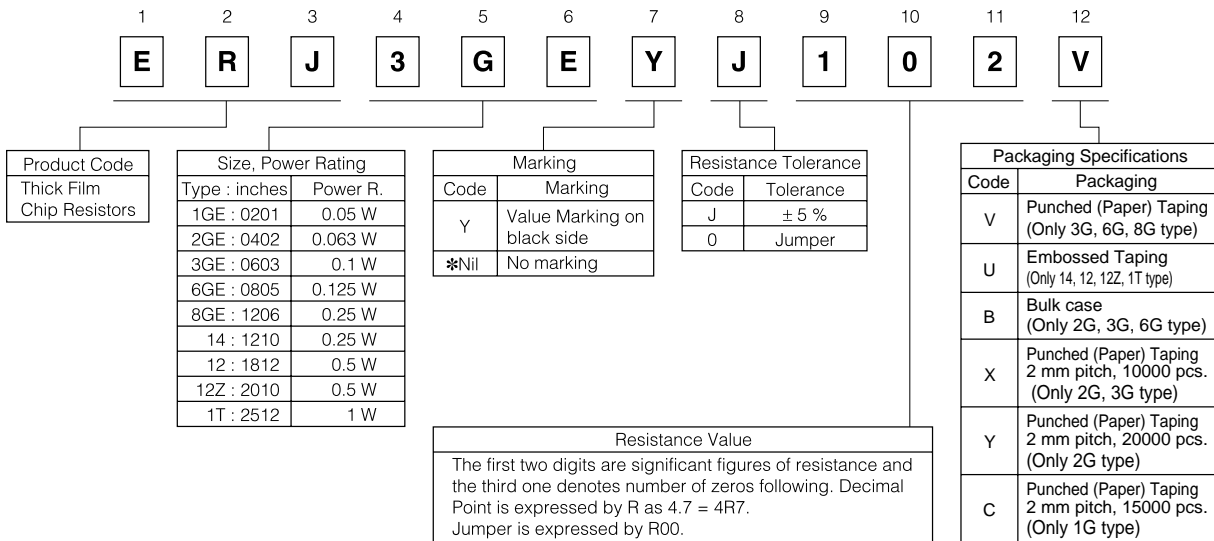 1 2 3 4 5 6 7 8 9 10 11 12
E R J 3 G E Y J 1 0 2 V
Product Code
Thick Film
Chip Resistors
Size, Power Rating
Type : inches Power R.
1GE : 0201 0.05 W
2GE : 0402 0.063 W
3GE : 0603 0.1 W
6GE : 0805 0.125 W
8GE : 1206 0.25 W
14 : 1210 0.25 W
12 : 1812 0.5 W
12Z : 2010 0.5 W
1T : 2512 1 W
Marking
Code Marking
Y Value Marking on
black side
✽Nil No marking
Resistance Tolerance
Code Tolerance
J ± 5 %
0 Jumper
Resistance Value
The first two digits are significant figures of resistance and
the third one denotes number of zeros following. Decimal
Point is expressed by R as 4.7 = 4R7.
Jumper is expressed by R00.
Packaging Specifications
Code Packaging
V Punched (Paper) Taping
(Only 3G, 6G, 8G type)
U Embossed Taping
(Only 14, 12, 12Z, 1T type)
B Bulk case
(Only 2G, 3G, 6G type)
X Punched (Paper) Taping
2 mm pitch, 10000 pcs.
(Only 2G, 3G type)
Y Punched (Paper) Taping
2 mm pitch, 20000 pcs.
(Only 2G type)
C Punched (Paper) Taping
2 mm pitch, 15000 pcs.
(Only 1G type)